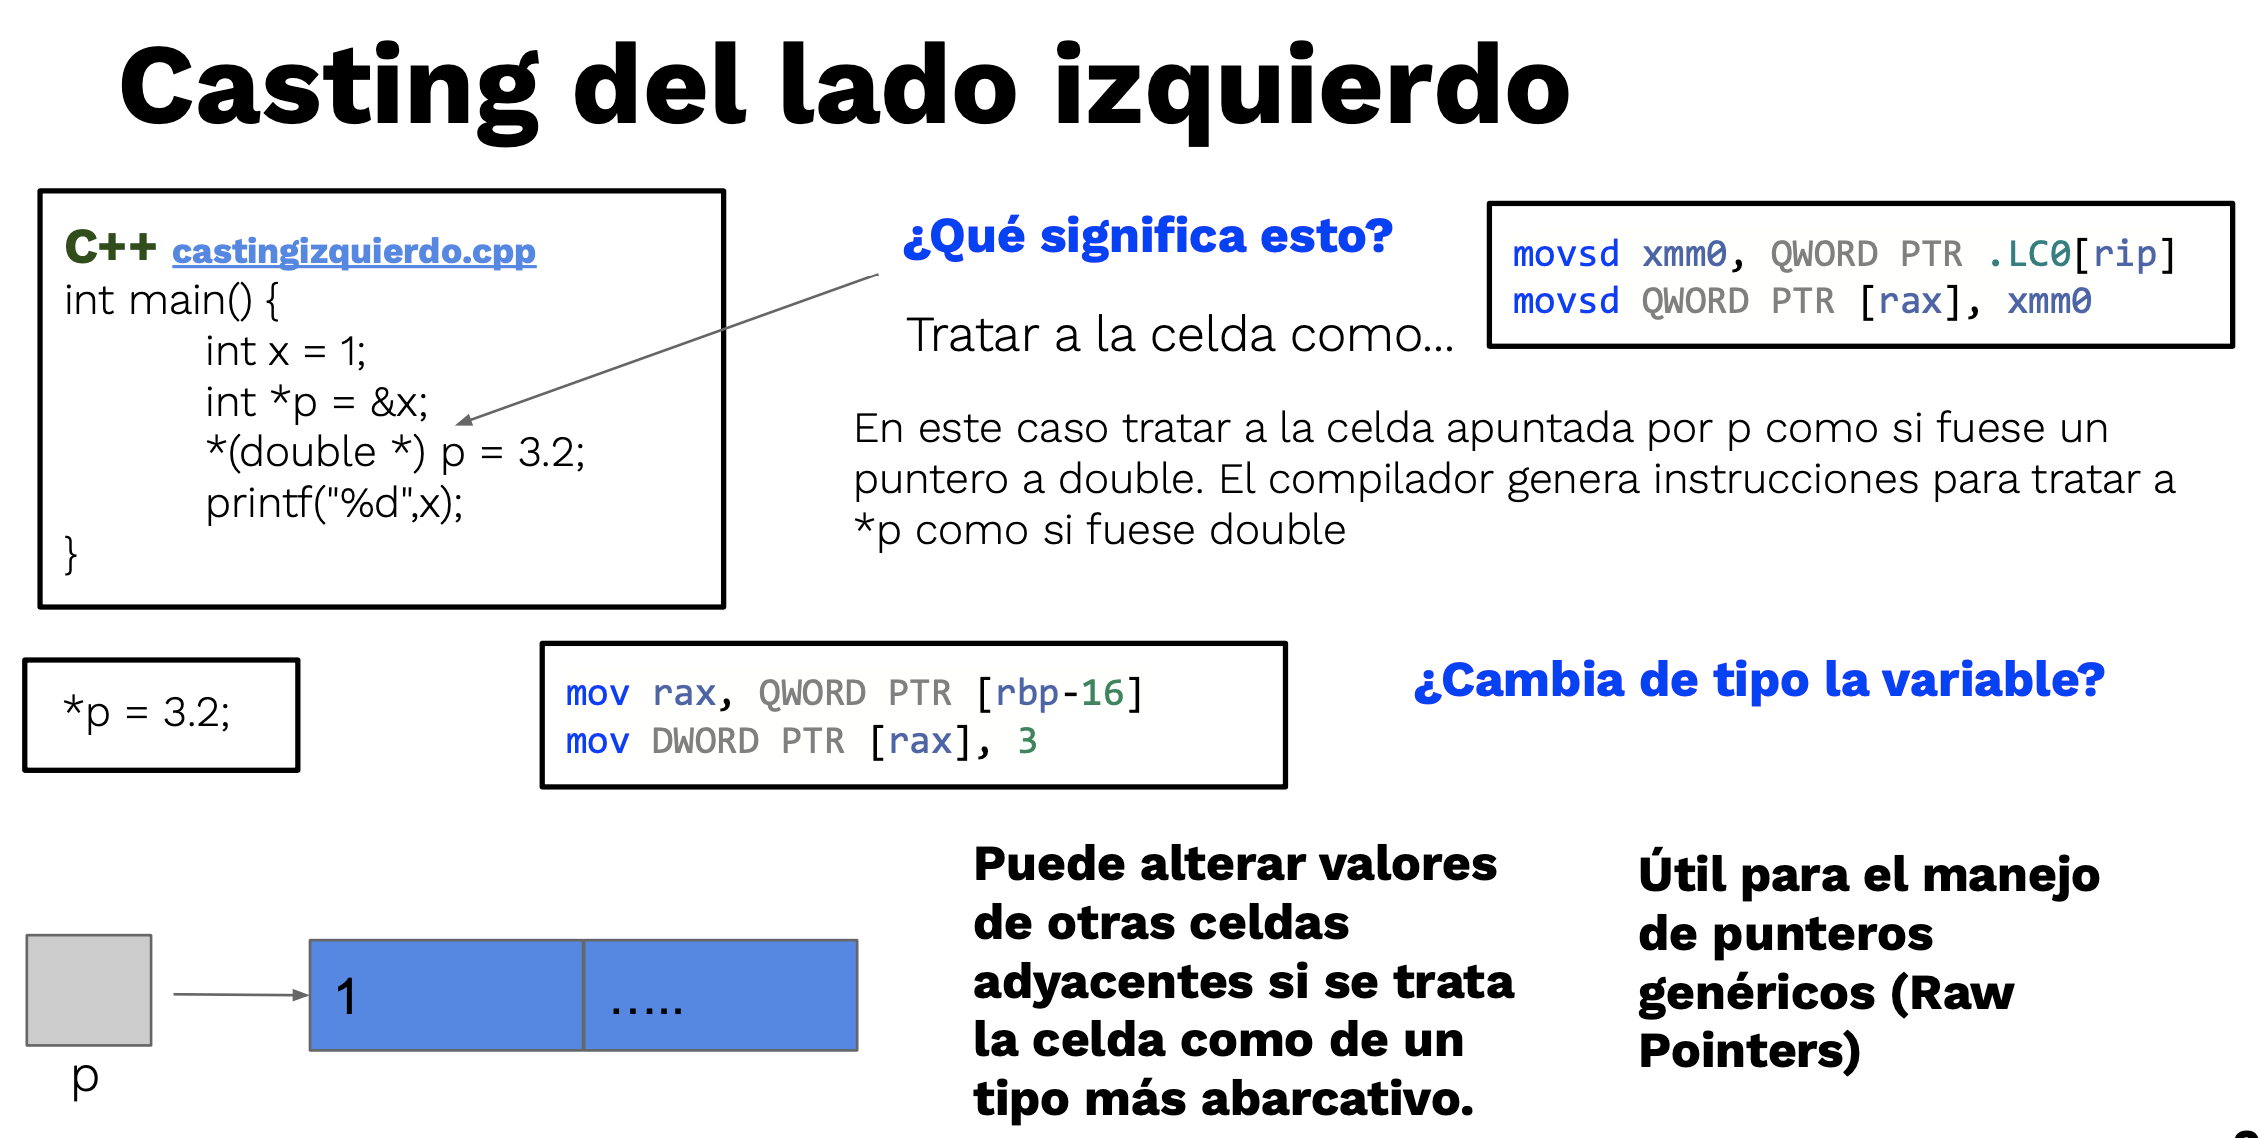 Casting del lado izquierdo
C++ castingizquierdo.cpp
int main() {
int x = 1;
int *p = &x;
*(double *) p = 3.2;
printf("%d",x);
}
¿Qué significa esto?
Tratar a la celda como...
movsd xmm0, QWORD PTR .LC0[rip]
movsd QWORD PTR [rax], xmm0
En este caso tratar a la celda apuntada por p como si fuese un
puntero a double. El compilador genera instrucciones para tratar a
*p como si fuese double
*p = 3.2;
mov rax, QWORD PTR [rbp-16]
mov DWORD PTR [rax], 3
¿Cambia de tipo la variable?
p
1
.....
Puede alterar valores
de otras celdas
adyacentes si se trata
la celda como de un
tipo más abarcativo.
Útil para el manejo
de punteros
genéricos (Raw
Pointers)